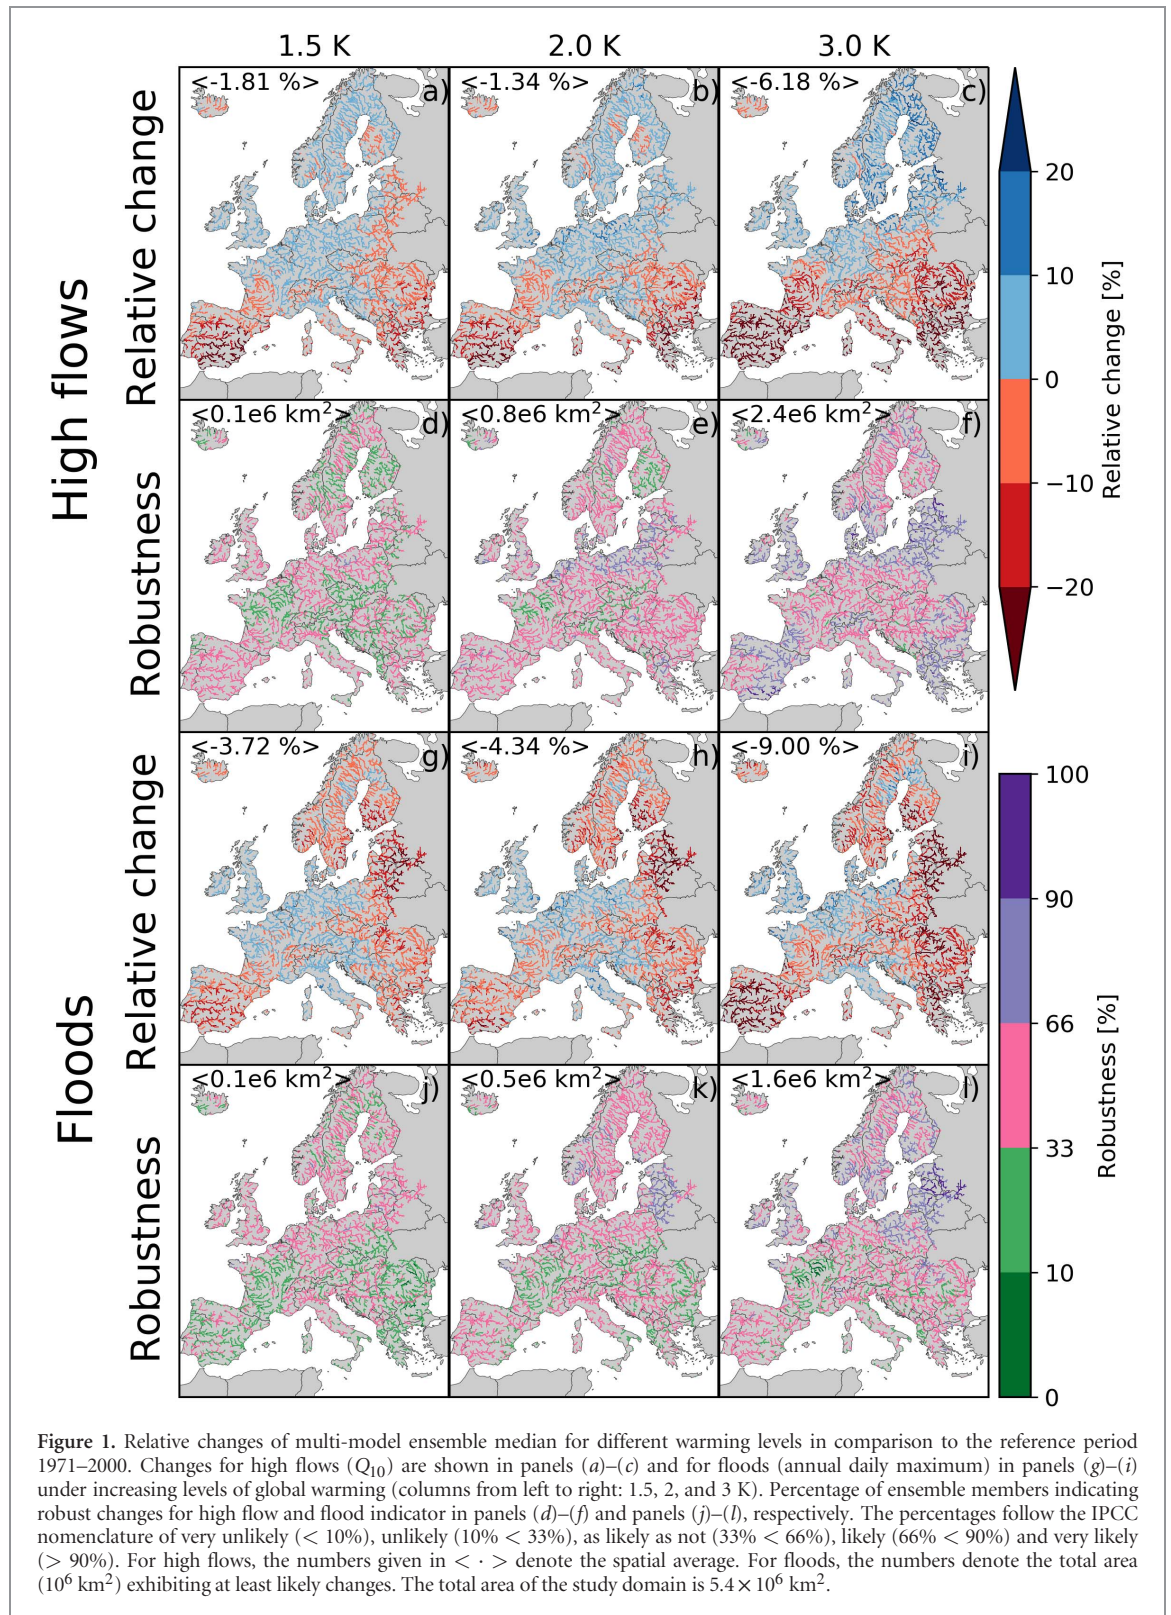 1.5 K
2.0 K
3.0 K
High flows
Relative change
<-1.81 %>
a)
<-1.34 %>
b)
<-6.18 %>
c)
Robustness
<0.1e6 km²>
d)
<0.8e6 km²>
e)
<2.4e6 km²>
f)
20
10
0
−10
−20
Relative change [%]
Floods
Relative change
<-3.72 %>
g)
<-4.34 %>
h)
<-9.00 %>
i)
Robustness
<0.1e6 km²>
j)
<0.5e6 km²>
k)
<1.6e6 km²>
l)
100
90
66
33
10
0
Robustness [%]
Figure 1. Relative changes of multi-model ensemble median for different warming levels in comparison to the reference period
1971–2000. Changes for high flows (Q10) are shown in panels (a)–(c) and for floods (annual daily maximum) in panels (g)–(i)
under increasing levels of global warming (columns from left to right: 1.5, 2, and 3 K). Percentage of ensemble members indicating
robust changes for high flow and flood indicator in panels (d)–(f) and panels (j)–(l), respectively. The percentages follow the IPCC
nomenclature of very unlikely (< 10%), unlikely (10% < 33%), as likely as not (33% < 66%), likely (66% < 90%) and very likely
(> 90%). For high flows, the numbers given in < · > denote the spatial average. For floods, the numbers denote the total area
(10⁶ km²) exhibiting at least likely changes. The total area of the study domain is 5.4 × 10⁶ km².